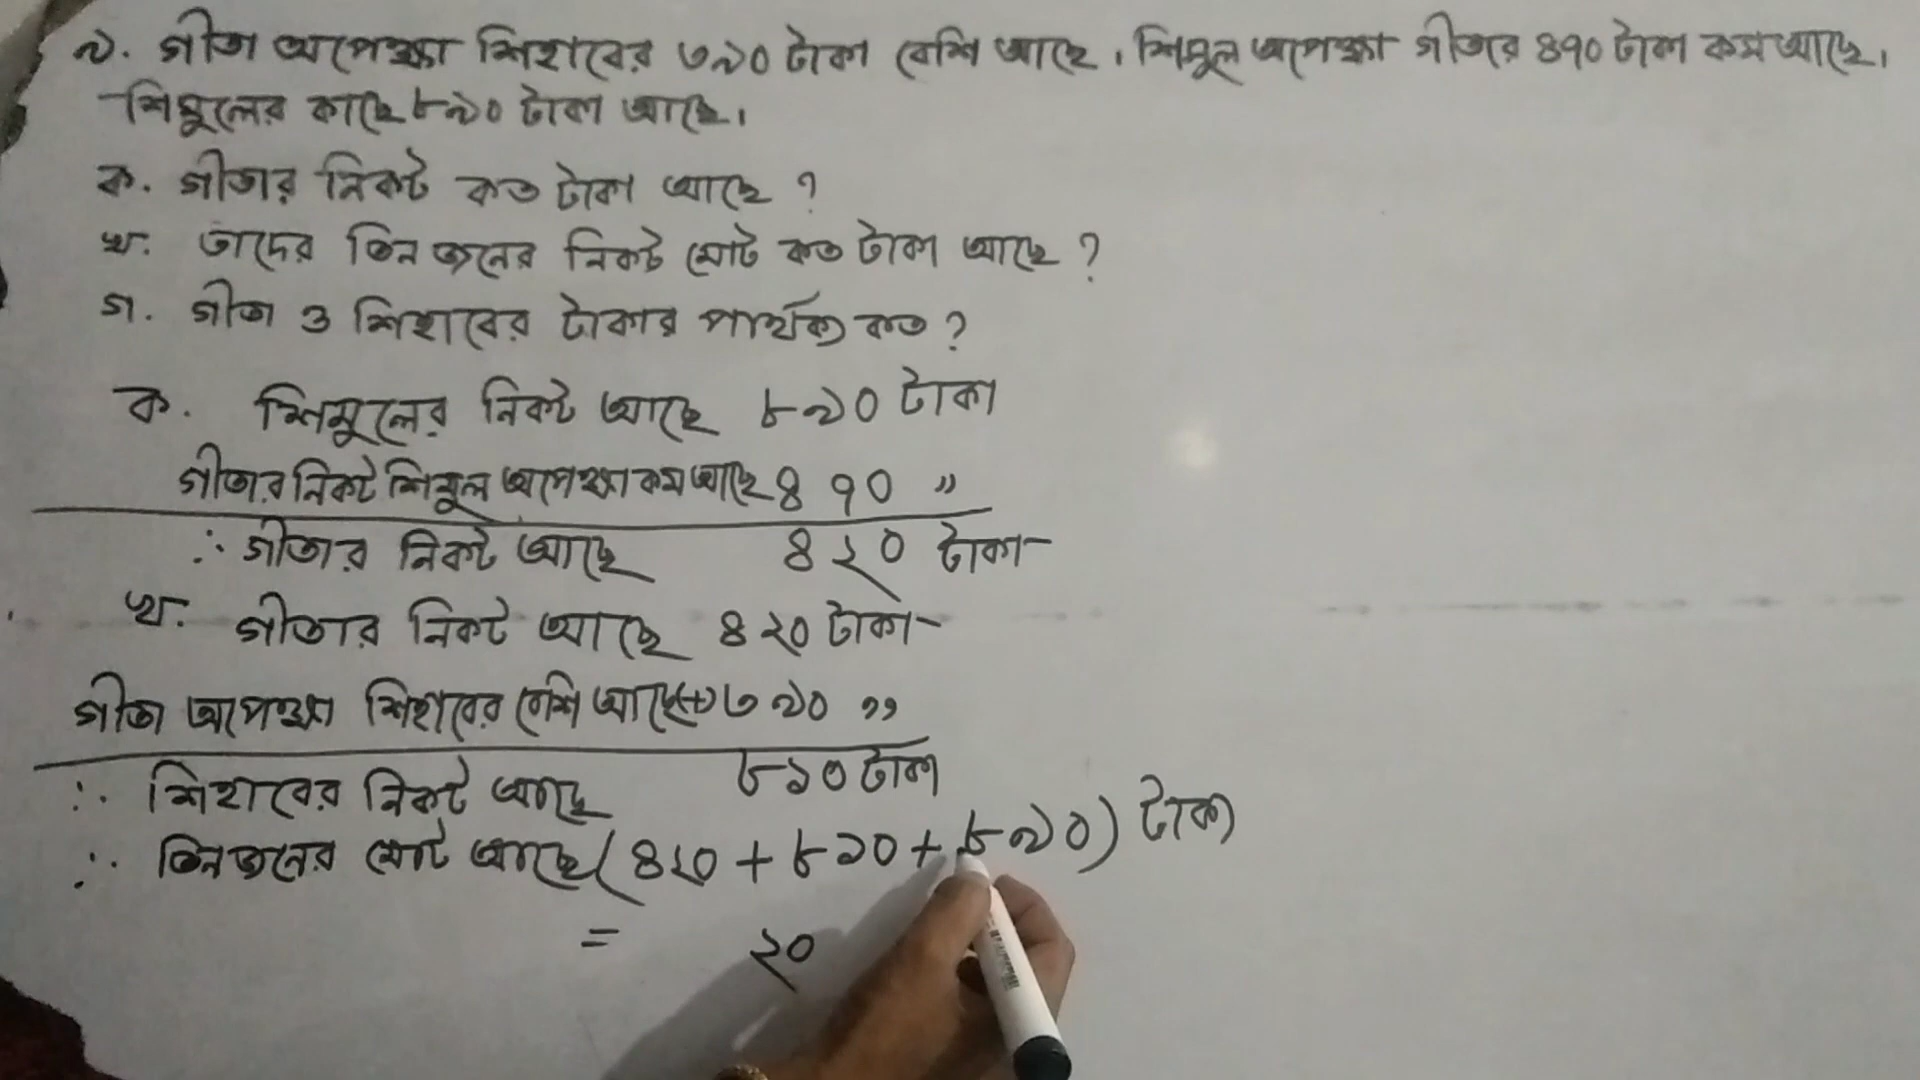 ৯. গীতা অপেক্ষা শিহাবের ৩৯০ টাকা বেশি আছে। শিমুল অপেক্ষা গীতার ৪৭০ টাকা কম আছে।
শিমুলের কাছে ৮৯০ টাকা আছে।
ক. গীতার নিকট কত টাকা আছে ?
খ. তাদের তিন জনের নিকট মোট কত টাকা আছে ?
গ. গীতা ও শিহাবের টাকার পার্থক্য কত ?
ক. শিমুলের নিকট আছে ৮৯০ টাকা
গীতার নিকট শিমুল অপেক্ষা কম আছে ৪৭০ "
∴ গীতার নিকট আছে ৪২০ টাকা
খ. গীতার নিকট আছে ৪২০ টাকা
গীতা অপেক্ষা শিহাবের বেশি আছে(+)৩৯০ "
∴ শিহাবের নিকট আছে ৮১০ টাকা
∴ তিনজনের মোট আছে (৪২০ + ৮১০ + ৮৯০) টাকা
= ২০